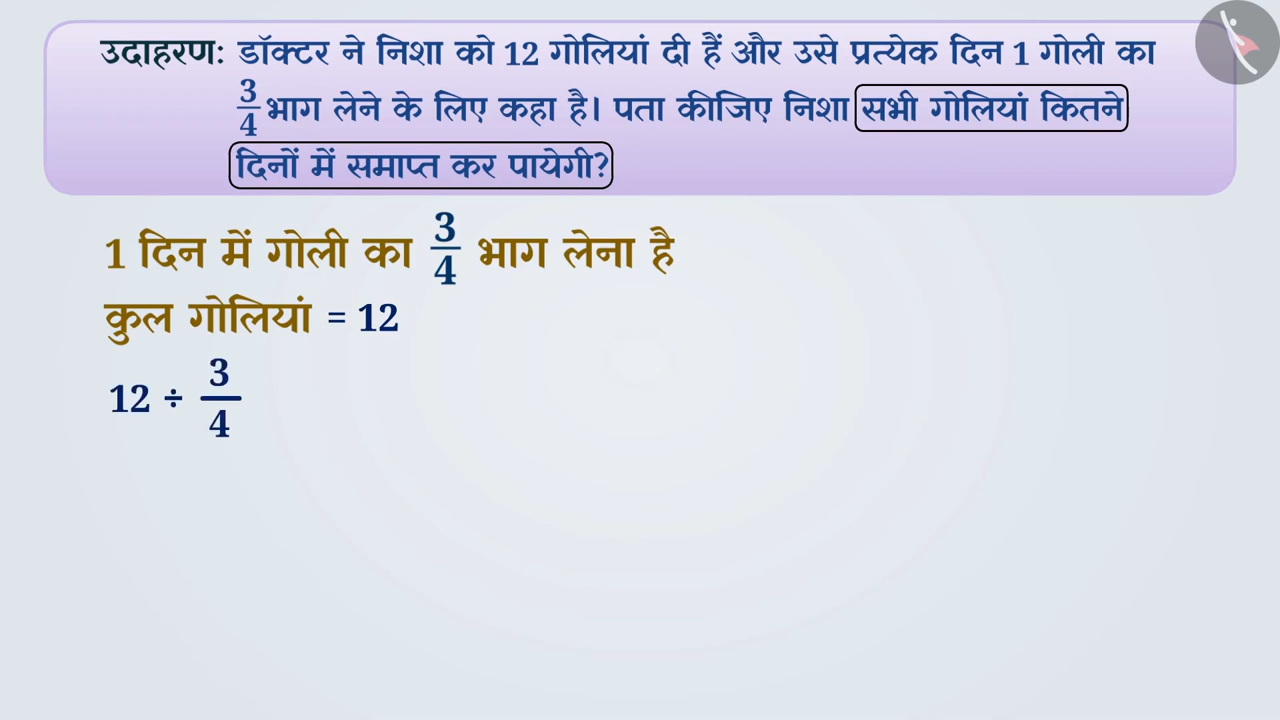 उदाहरण: डॉक्टर ने निशा को 12 गोलियां दी हैं और उसे प्रत्येक दिन 1 गोली का
3/4 भाग लेने के लिए कहा है। पता कीजिए निशा सभी गोलियां कितने
दिनों में समाप्त कर पायेगी?
1 दिन में गोली का 3/4 भाग लेना है
कुल गोलियां = 12
12 ÷ 3/4